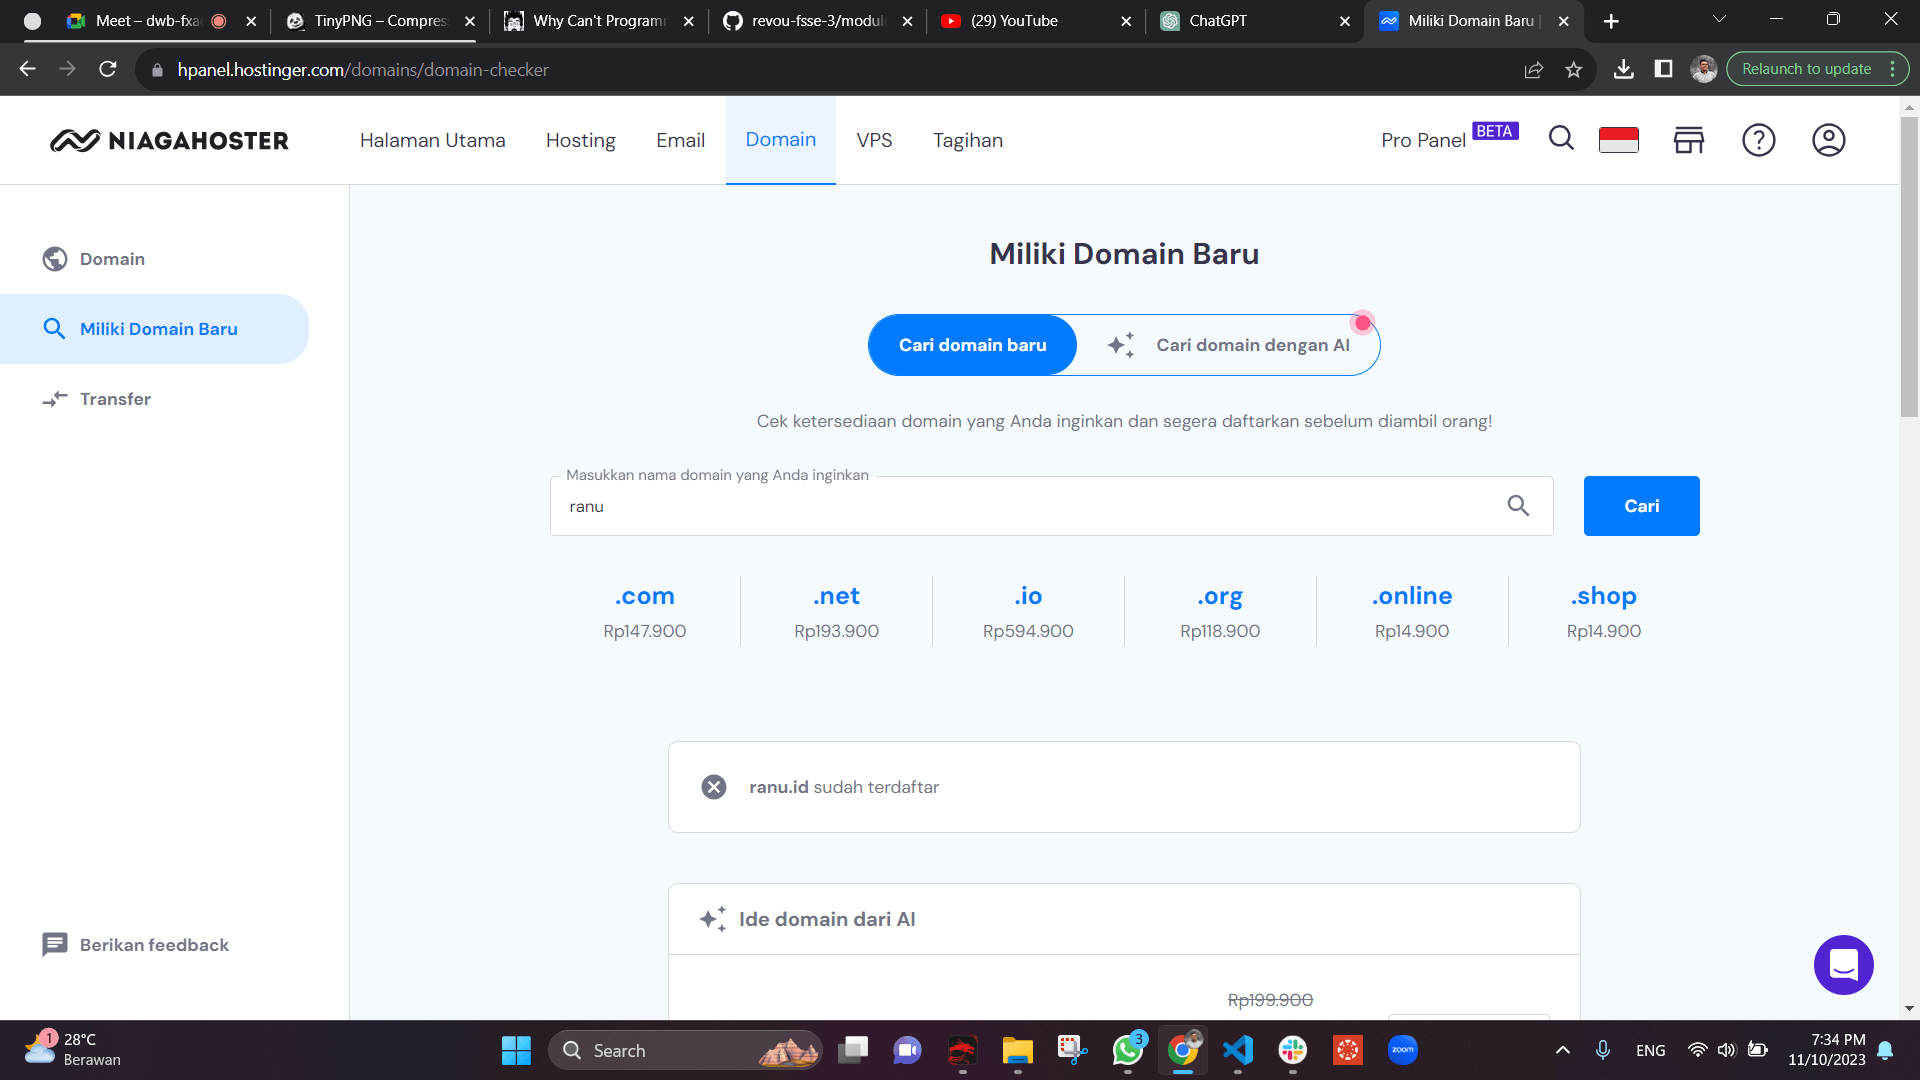 Meet – dwb-fxa
TinyPNG – Compres
Why Can't Program
revou-fsse-3/modul
(29) YouTube
ChatGPT
Miliki Domain Baru |
hpanel.hostinger.com/domains/domain-checker
Relaunch to update
NIAGAHOSTER
Halaman Utama
Hosting
Email
Domain
VPS
Tagihan
Pro Panel BETA
Domain
Miliki Domain Baru
Transfer
Berikan feedback
Miliki Domain Baru
Cari domain baru
Cari domain dengan AI
Cek ketersediaan domain yang Anda inginkan dan segera daftarkan sebelum diambil orang!
Masukkan nama domain yang Anda inginkan
ranu
Cari
.com
Rp147.900
.net
Rp193.900
.io
Rp594.900
.org
Rp118.900
.online
Rp14.900
.shop
Rp14.900
ranu.id sudah terdaftar
Ide domain dari AI
Rp199.900
1
28°C
Berawan
Search
3
zoom
ENG
7:34 PM
11/10/2023